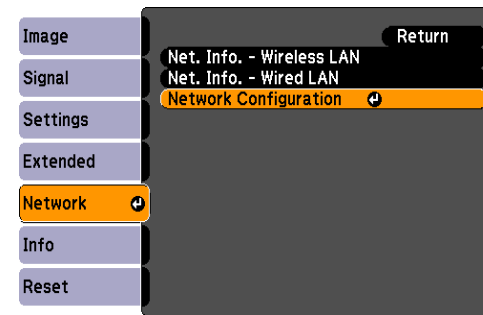 Image
Signal
Settings
Extended
Network
Info
Reset
Return
Net. Info. - Wireless LAN
Net. Info. - Wired LAN
Network Configuration